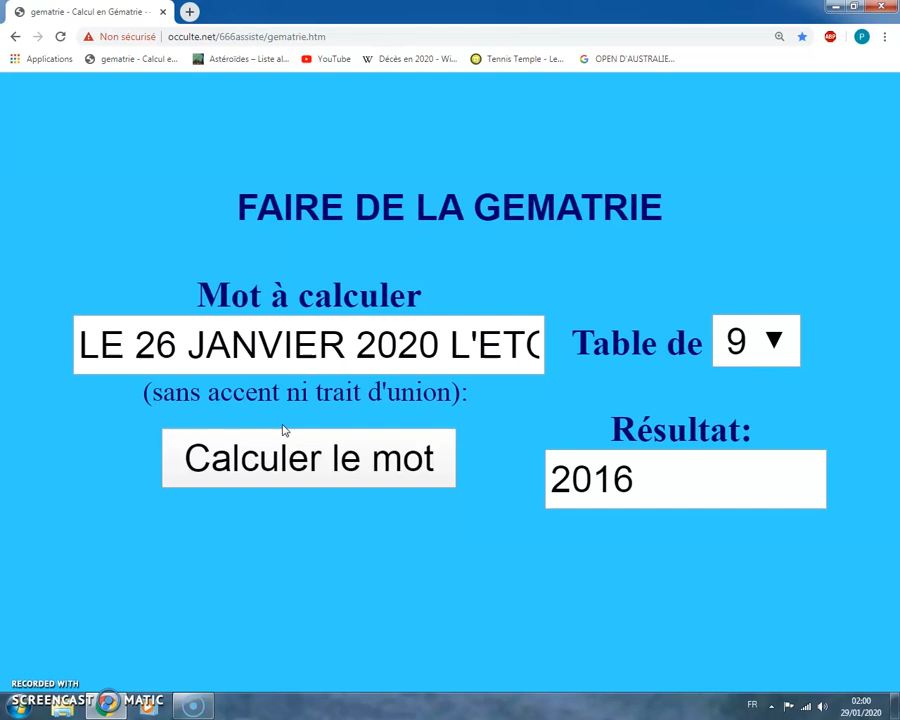 gematrie - Calcul en Gématrie - -
Non sécurisé
occulte.net/666assiste/gematrie.htm
ABP
P
Applications
gematrie - Calcul e...
Astéroïdes – Liste al...
YouTube
W Décès en 2020 - Wi...
Tennis Temple - Le...
G OPEN D'AUSTRALIE...
FAIRE DE LA GEMATRIE
Mot à calculer
LE 26 JANVIER 2020 L'ETO
Table de 9
(sans accent ni trait d'union):
Résultat:
Calculer le mot
2016
RECORDED WITH
SCREENCAST MATIC
FR
02:00
29/01/2020